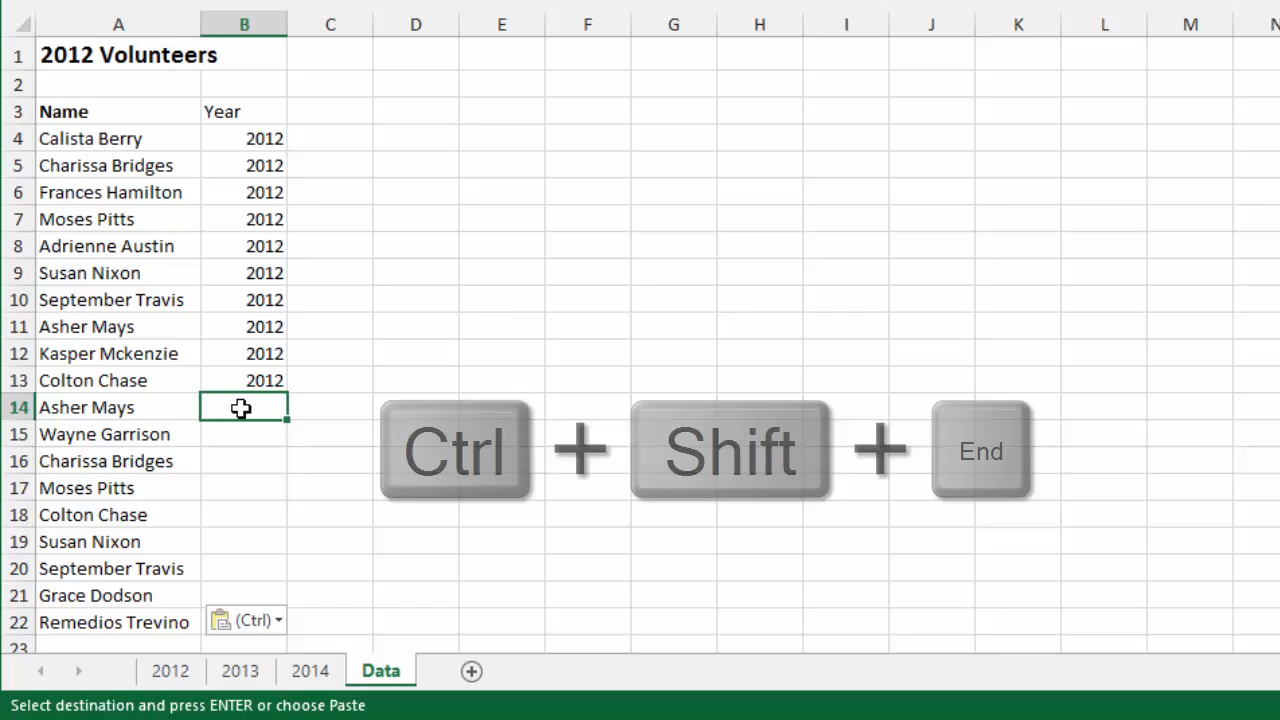 A B C D E F G H I J K L M N
1 2012 Volunteers
2
3 Name Year
4 Calista Berry 2012
5 Charissa Bridges 2012
6 Frances Hamilton 2012
7 Moses Pitts 2012
8 Adrienne Austin 2012
9 Susan Nixon 2012
10 September Travis 2012
11 Asher Mays 2012
12 Kasper Mckenzie 2012
13 Colton Chase 2012
14 Asher Mays
15 Wayne Garrison
16 Charissa Bridges
17 Moses Pitts
18 Colton Chase
19 Susan Nixon
20 September Travis
21 Grace Dodson
22 Remedios Trevino (Ctrl)
23
Ctrl + Shift + End
2012 2013 2014 Data
Select destination and press ENTER or choose Paste